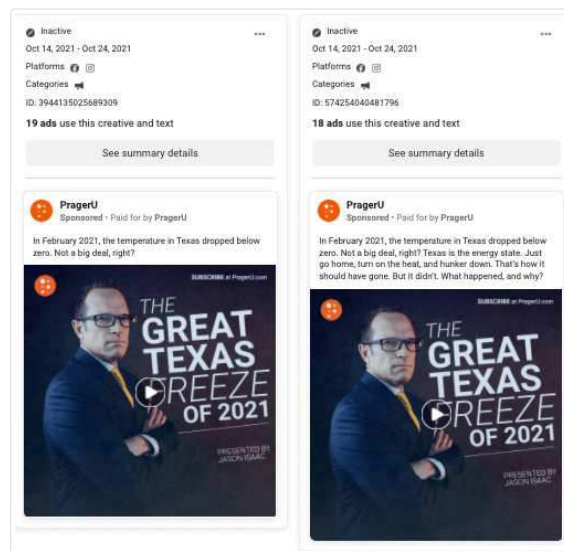 Inactive
Oct 14, 2021 - Oct 24, 2021
Platforms
Categories
ID: 3944135025689309
19 ads use this creative and text
See summary details
PragerU
Sponsored • Paid for by PragerU
In February 2021, the temperature in Texas dropped below
zero. Not a big deal, right?
SUBSCRIBE at PragerU.com
THE
GREAT
TEXAS
FREEZE
OF 2021
PRESENTED BY
JASON ISAAC
Inactive
Oct 14, 2021 - Oct 24, 2021
Platforms
Categories
ID: 574254040481796
18 ads use this creative and text
See summary details
PragerU
Sponsored • Paid for by PragerU
In February 2021, the temperature in Texas dropped below
zero. Not a big deal, right? Texas is the energy state. Just
go home, turn on the heat, and hunker down. That's how it
should have gone. But it didn't. What happened, and why?
SUBSCRIBE at PragerU.com
THE
GREAT
TEXAS
FREEZE
OF 2021
PRESENTED BY
JASON ISAAC